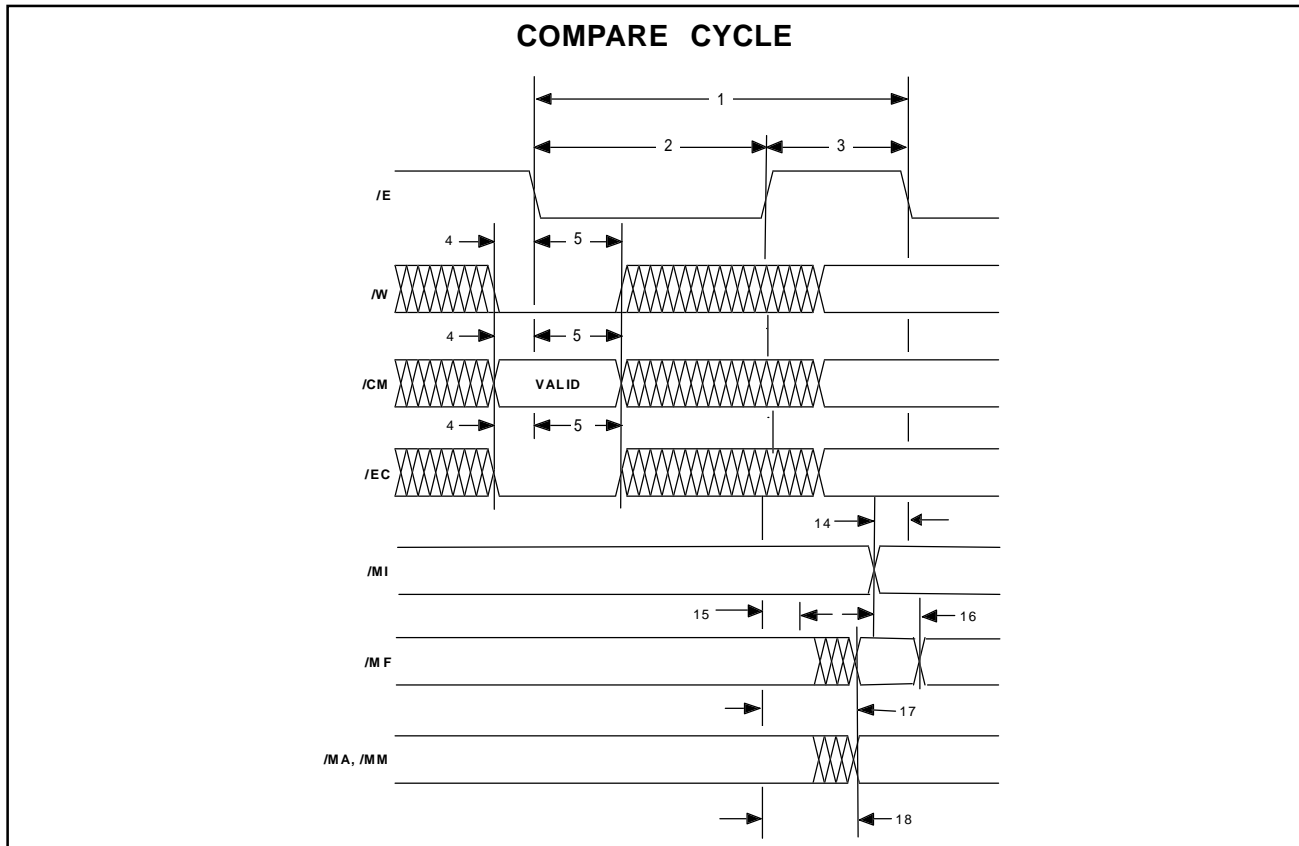 COMPARE CYCLE
1
2
3
/E
4
5
/W
4
5
/CM
VALID
4
5
/EC
14
/MI
15
16
/MF
17
/MA, /MM
18